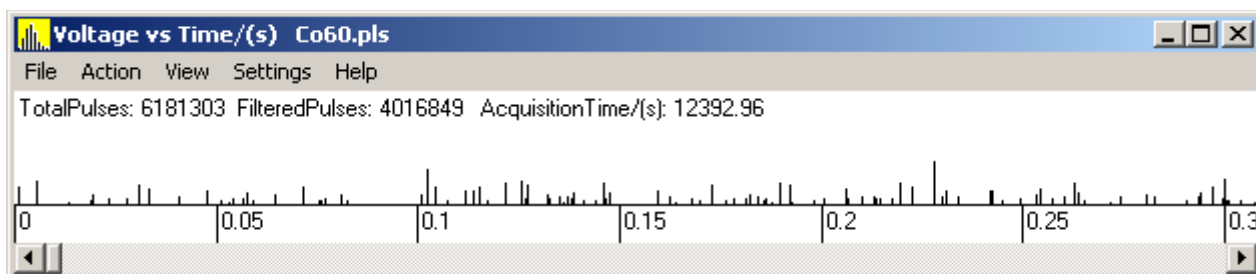 Voltage vs Time/(s) Co60.pls
File Action View Settings Help
TotalPulses: 6181303 FilteredPulses: 4016849 AcquisitionTime/(s): 12392.96
0 0.05 0.1 0.15 0.2 0.25 0.3